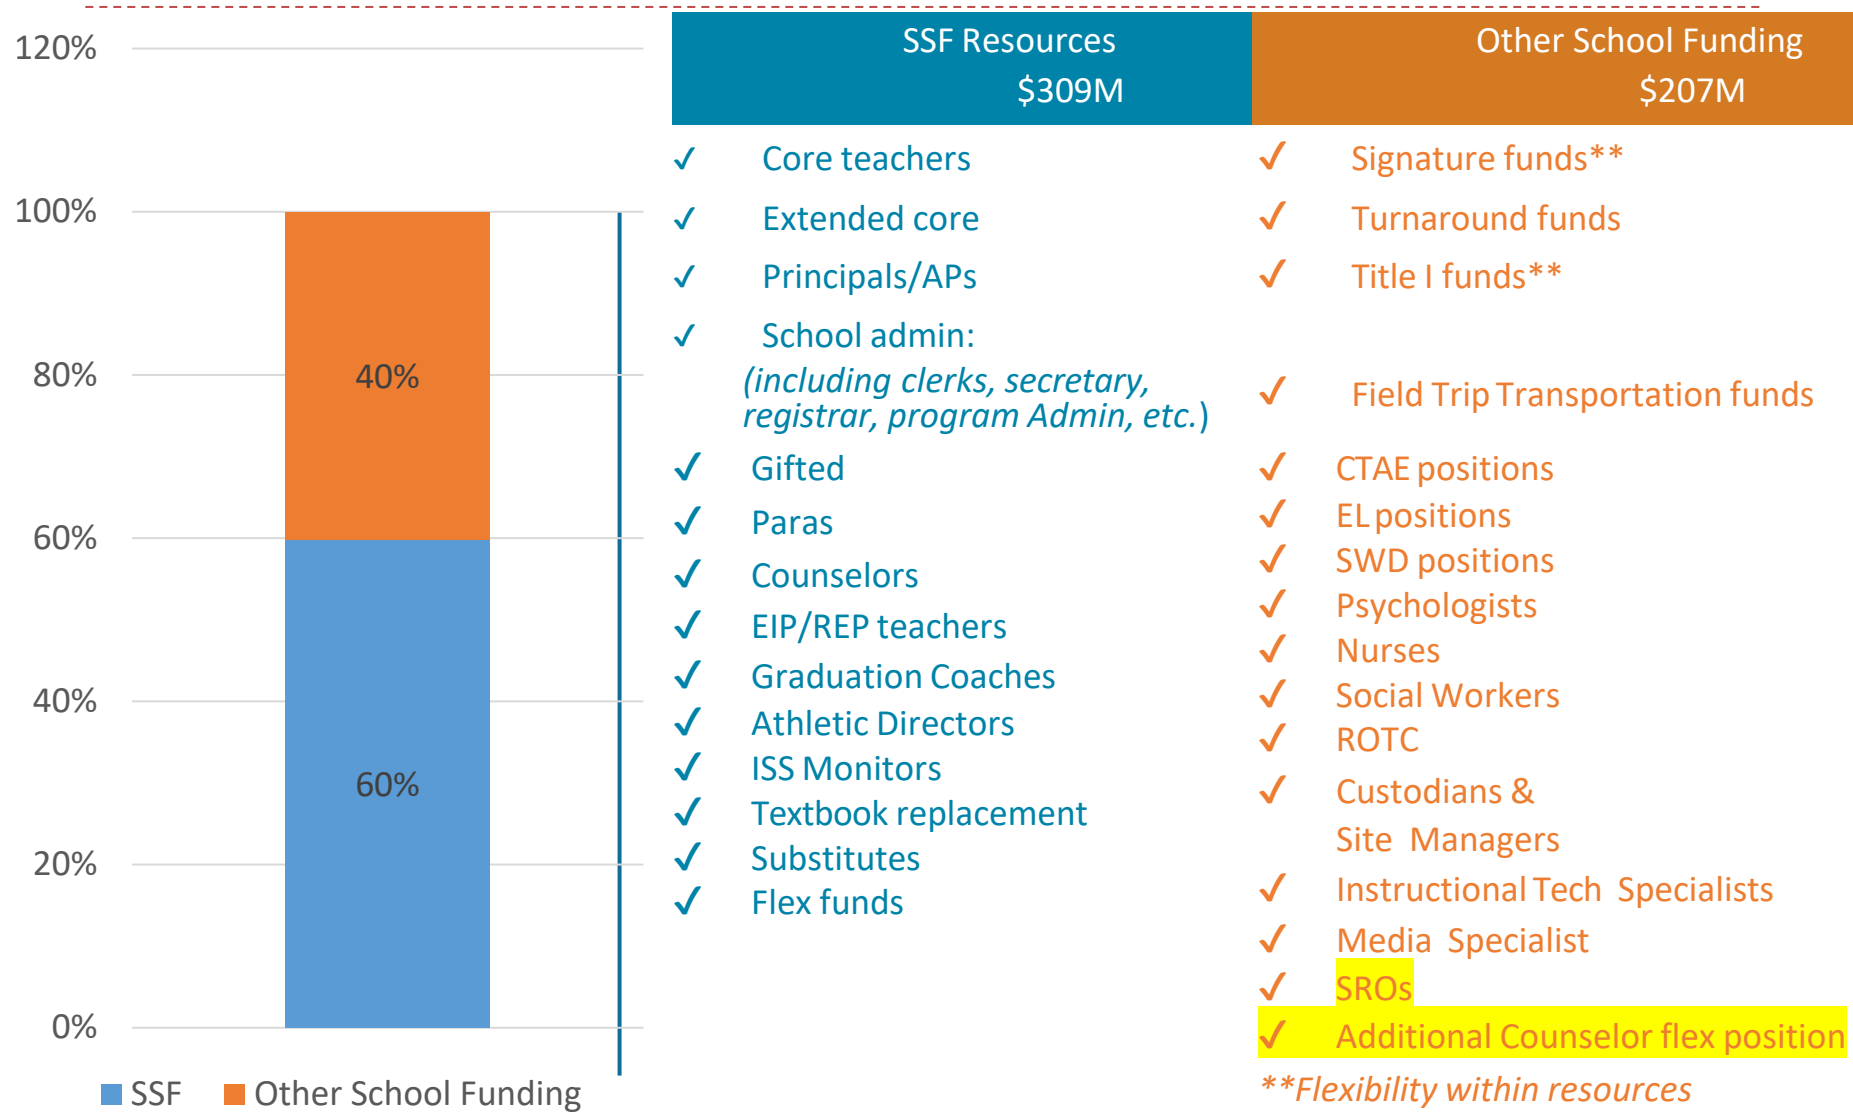 120%
100%
80%
60%
40%
20%
0%
40%
60%
SSF
Other School Funding
SSF Resources
$309M
✓ Core teachers
✓ Extended core
✓ Principals/APs
✓ School admin:
(including clerks, secretary,
registrar, program Admin, etc.)
✓ Gifted
✓ Paras
✓ Counselors
✓ EIP/REP teachers
✓ Graduation Coaches
✓ Athletic Directors
✓ ISS Monitors
✓ Textbook replacement
✓ Substitutes
✓ Flex funds
Other School Funding
$207M
✓ Signature funds**
✓ Turnaround funds
✓ Title I funds**
✓ Field Trip Transportation funds
✓ CTAE positions
✓ EL positions
✓ SWD positions
✓ Psychologists
✓ Nurses
✓ Social Workers
✓ ROTC
✓ Custodians &
Site Managers
✓ Instructional Tech Specialists
✓ Media Specialist
✓ SROs
✓ Additional Counselor flex position
**Flexibility within resources